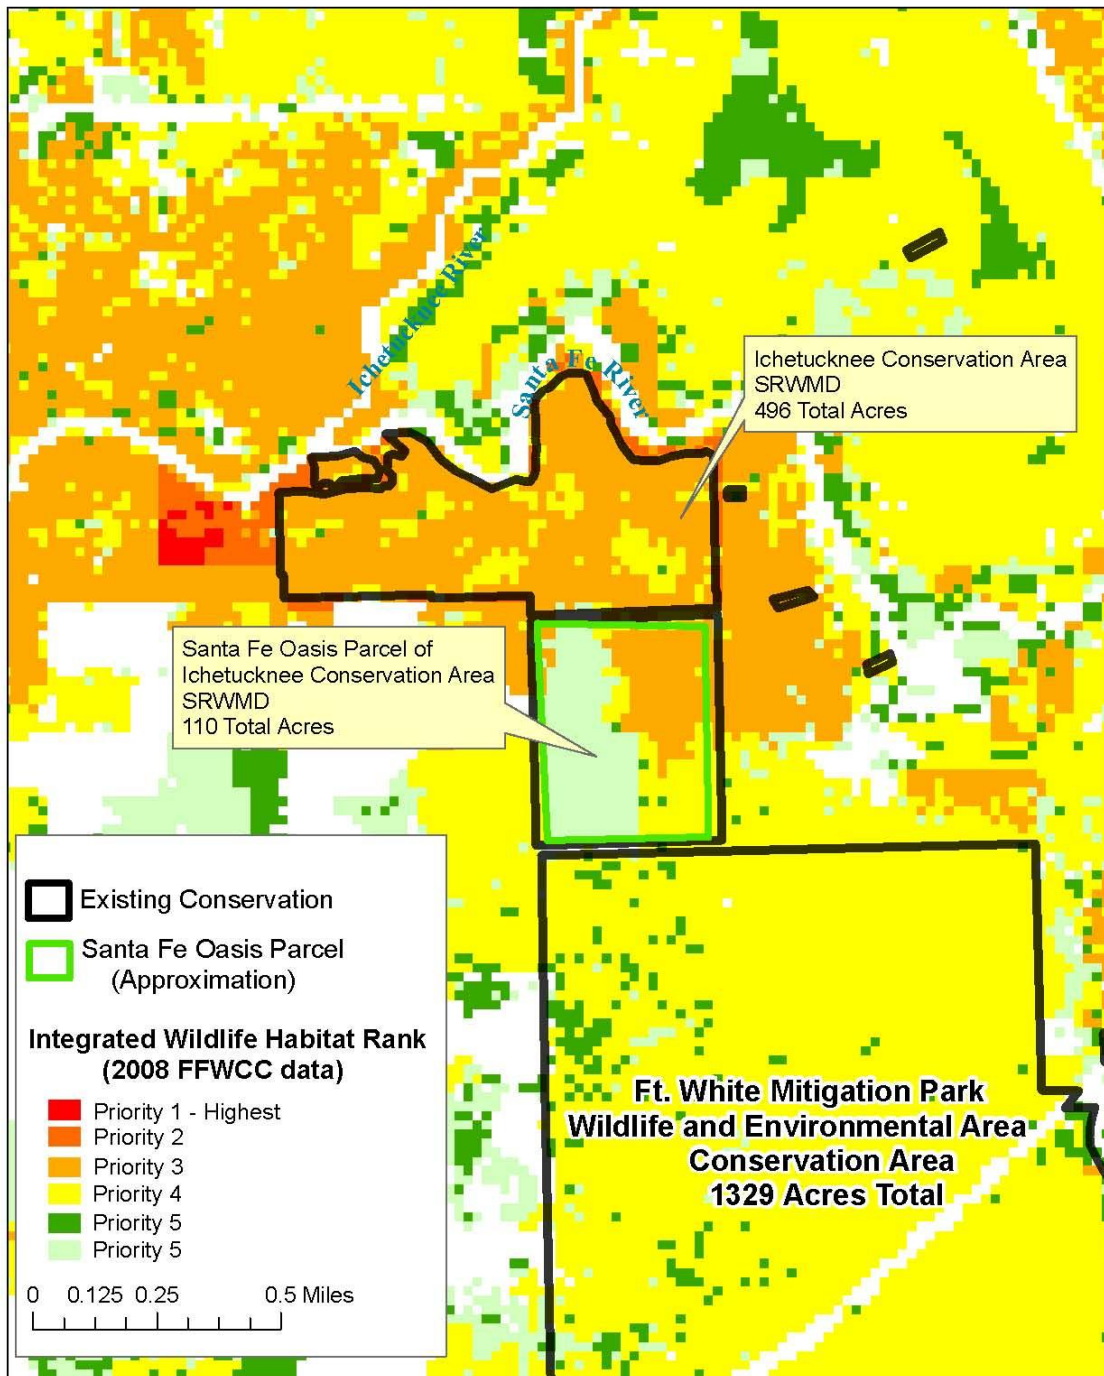 Ichetucknee River
Santa Fe River
Ichetucknee Conservation Area
SRWMD
496 Total Acres
Santa Fe Oasis Parcel of
Ichetucknee Conservation Area
SRWMD
110 Total Acres
Existing Conservation
Santa Fe Oasis Parcel
(Approximation)
Integrated Wildlife Habitat Rank
(2008 FFWCC data)
Priority 1 - Highest
Priority 2
Priority 3
Priority 4
Priority 5
Priority 5
0 0.125 0.25 0.5 Miles
Ft. White Mitigation Park
Wildlife and Environmental Area
Conservation Area
1329 Acres Total